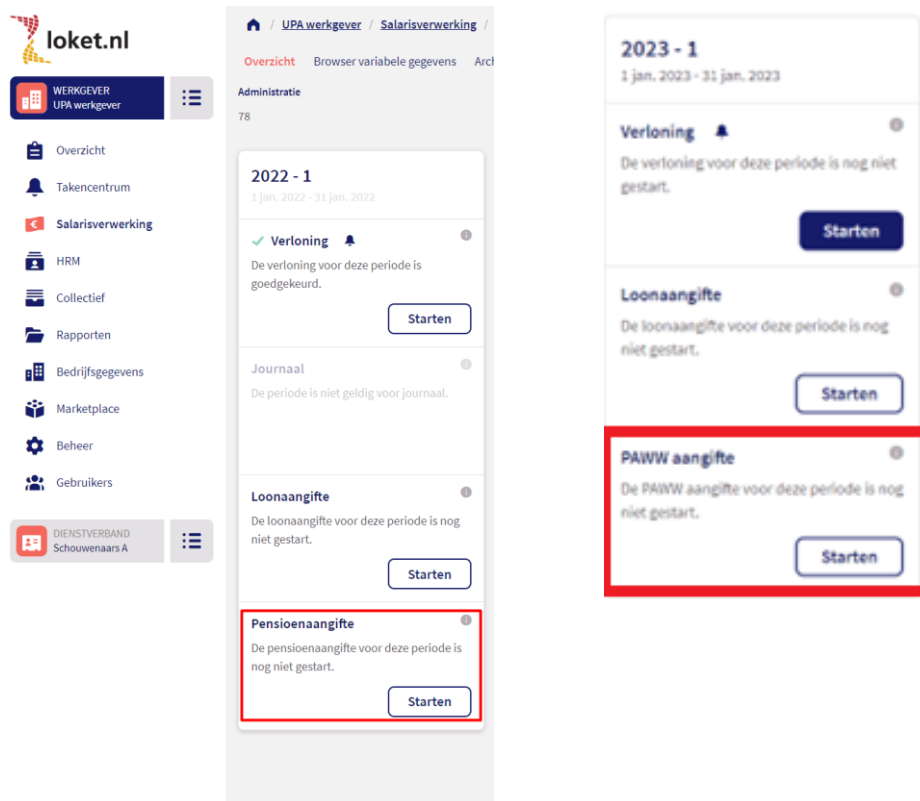 loket.nl
WERKGEVER
UPA werkgever
Overzicht
Takencentrum
Salarisverwerking
HRM
Collectief
Rapporten
Bedrijfsgegevens
Marketplace
Beheer
Gebruikers
DIENSTVERBAND
Schouwenaars A
/ UPA werkgever / Salarisverwerking /
Overzicht Browser variabele gegevens Arch
Administratie
78
2022 - 1
1 jan. 2022 - 31 jan. 2022
Verloning
De verloning voor deze periode is
goedgekeurd.
Starten
Journaal
De periode is niet geldig voor journaal.
Loonaangifte
De loonaangifte voor deze periode is nog
niet gestart.
Starten
Pensioenaangifte
De pensioenaangifte voor deze periode is
nog niet gestart.
Starten
2023 - 1
1 jan. 2023 - 31 jan. 2023
Verloning
De verloning voor deze periode is nog niet
gestart.
Starten
Loonaangifte
De loonaangifte voor deze periode is nog
niet gestart.
Starten
PAWW aangifte
De PAWW aangifte voor deze periode is nog
niet gestart.
Starten